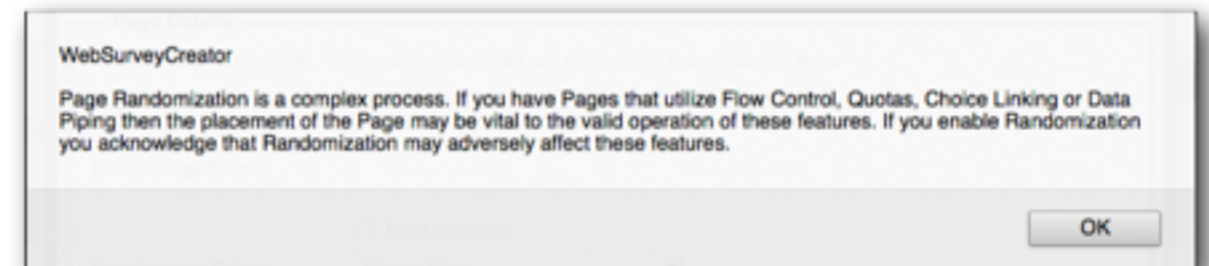 Page Details
WebSurveyCreator
Page Randomization is a complex process. If you have Pages that utilize Flow Control, Quotas, Choice Linking or Data
Piping then the placement of the Page may be vital to the valid operation of these features. If you enable Randomization
you acknowledge that Randomization may adversely affect these features.
OK